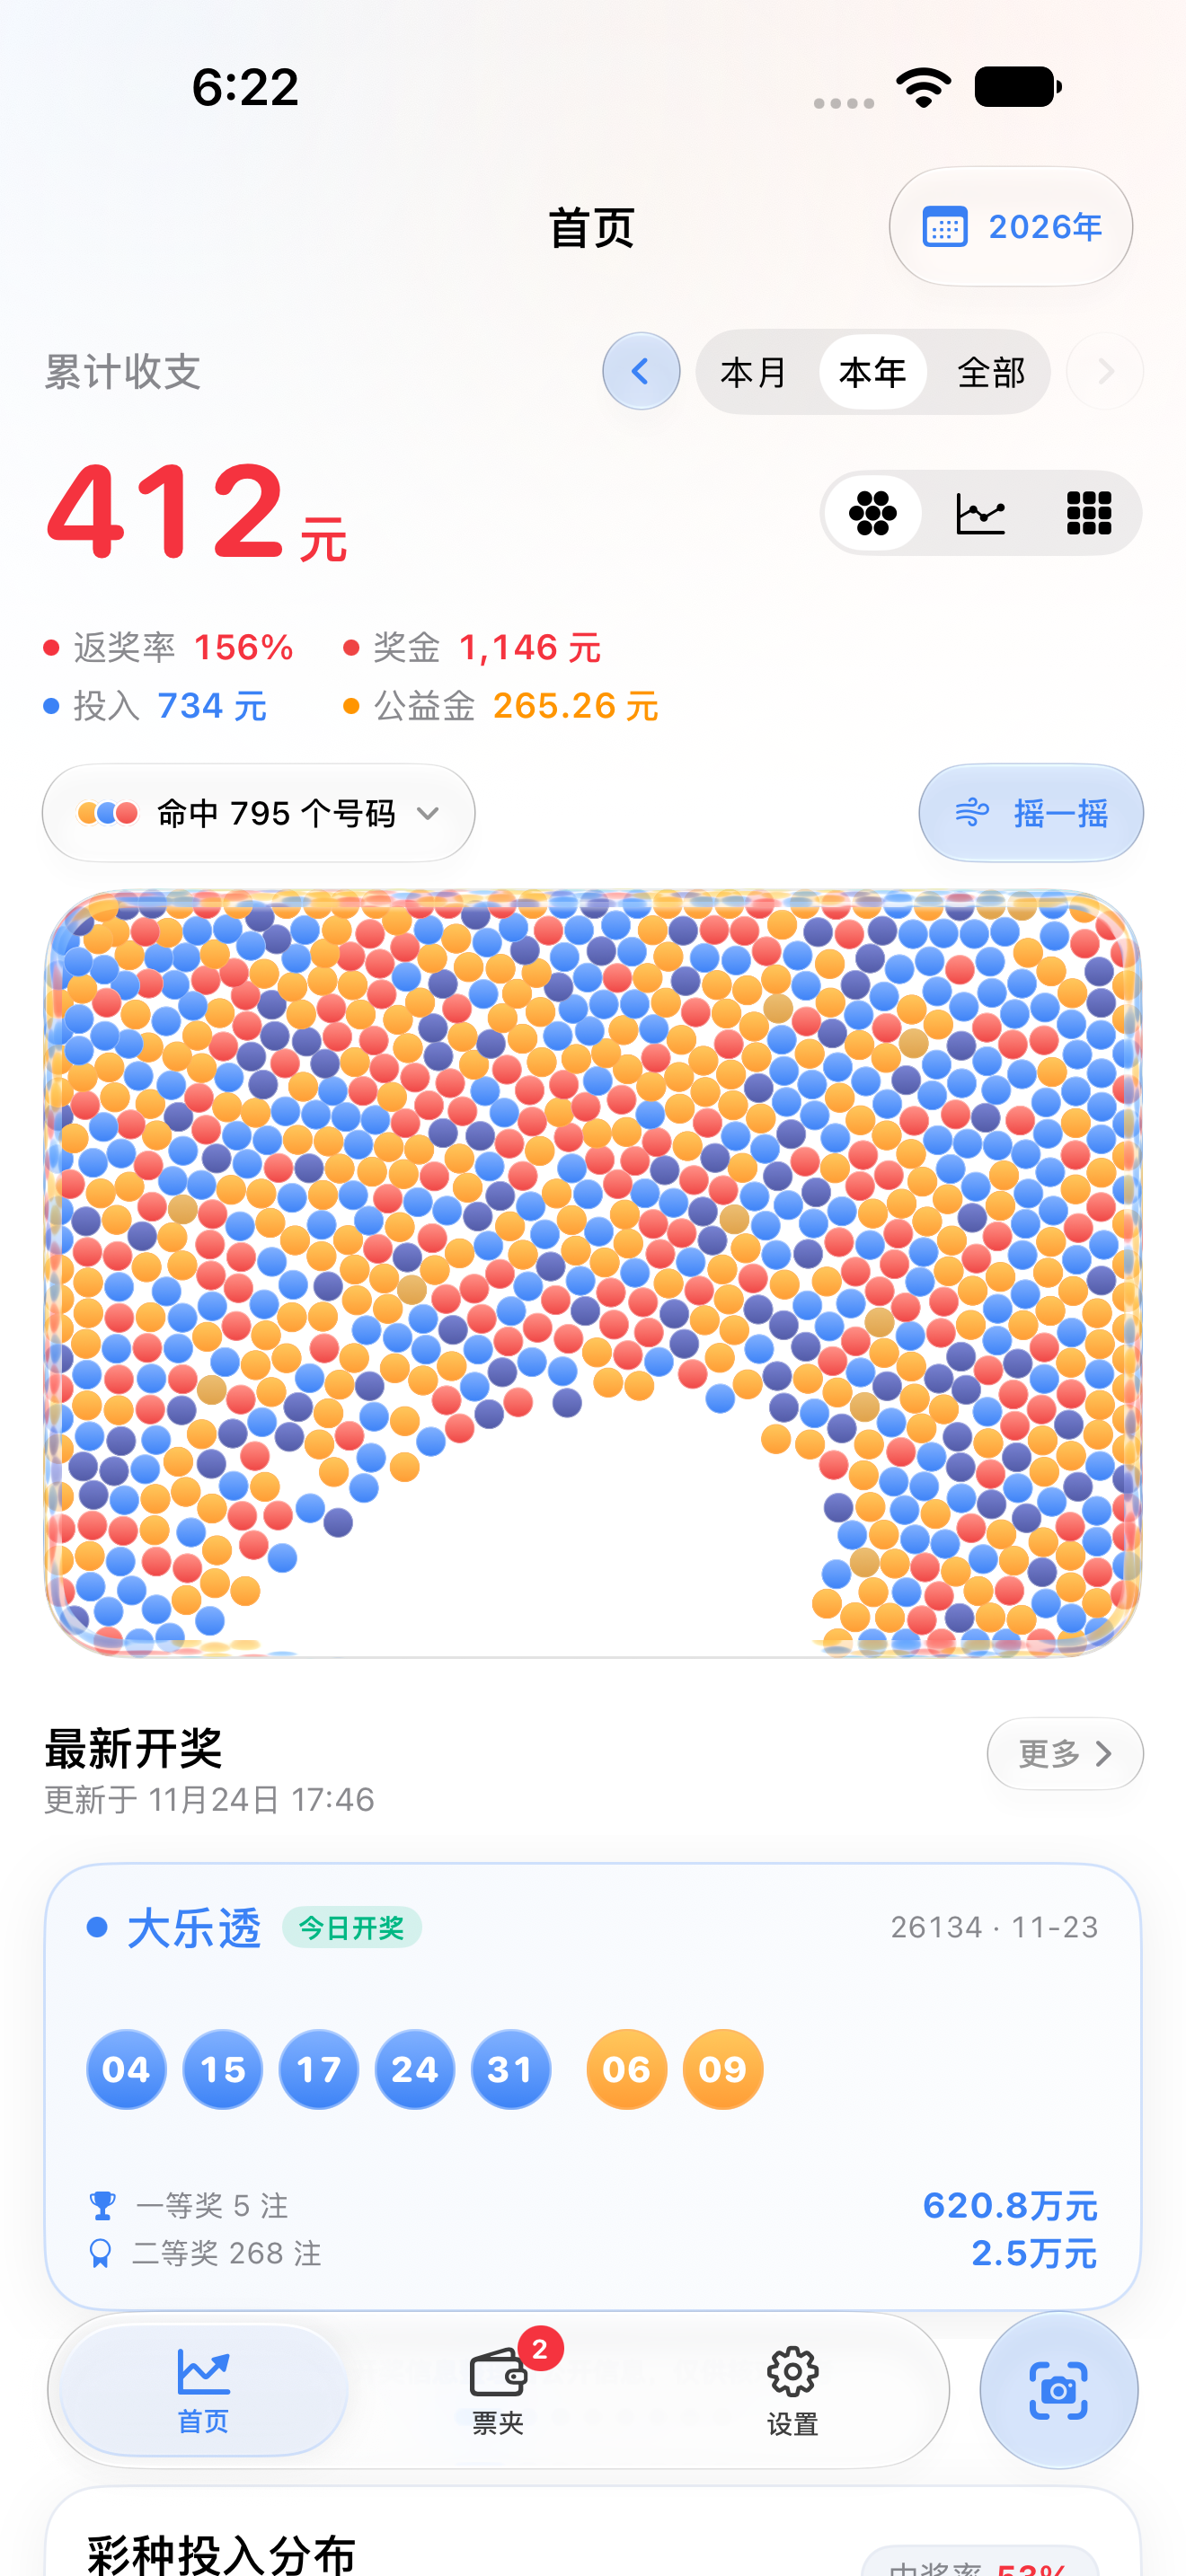 6:22
首页
2026年
累计收支
本月 本年 全部
412元
返奖率 156% 奖金 1,146 元
投入 734 元 公益金 265.26 元
命中 795 个号码
摇一摇
最新开奖
更多
更新于 11月24日 17:46
大乐透 今日开奖 26134 · 11-23
04 15 17 24 31 06 09
一等奖 5 注 620.8万元
二等奖 268 注 2.5万元
2
首页 票夹 设置
彩种投入分布
中奖率 53%